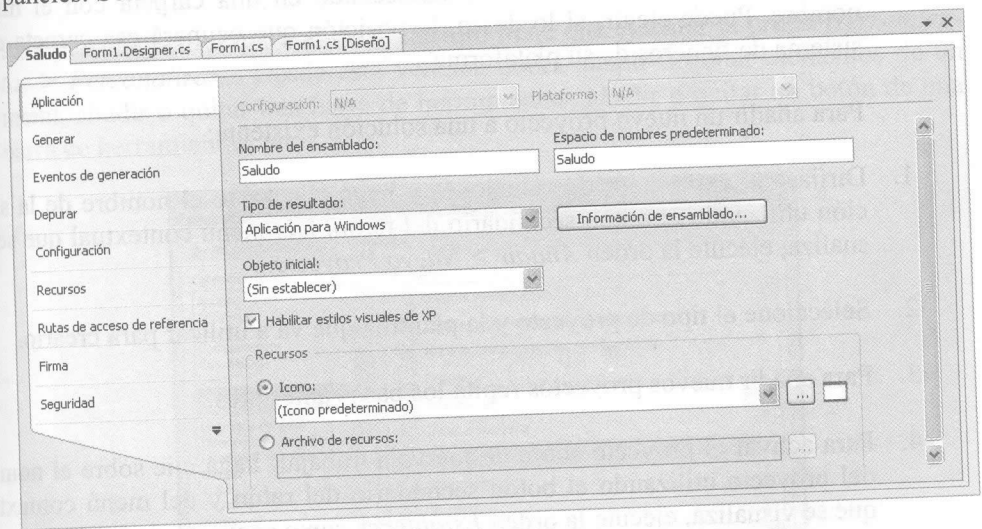 paneles.
Saludo Form1.Designer.cs Form1.cs Form1.cs [Diseño]
Aplicación
Generar
Eventos de generación
Depurar
Configuración
Recursos
Rutas de acceso de referencia
Firma
Seguridad
Configuración: N/A Plataforma: N/A
Nombre del ensamblado: Espacio de nombres predeterminado:
Saludo Saludo
Tipo de resultado:
Aplicación para Windows Información de ensamblado...
Objeto inicial:
(Sin establecer)
Habilitar estilos visuales de XP
Recursos
Icono:
(Icono predeterminado) ...
Archivo de recursos:
...